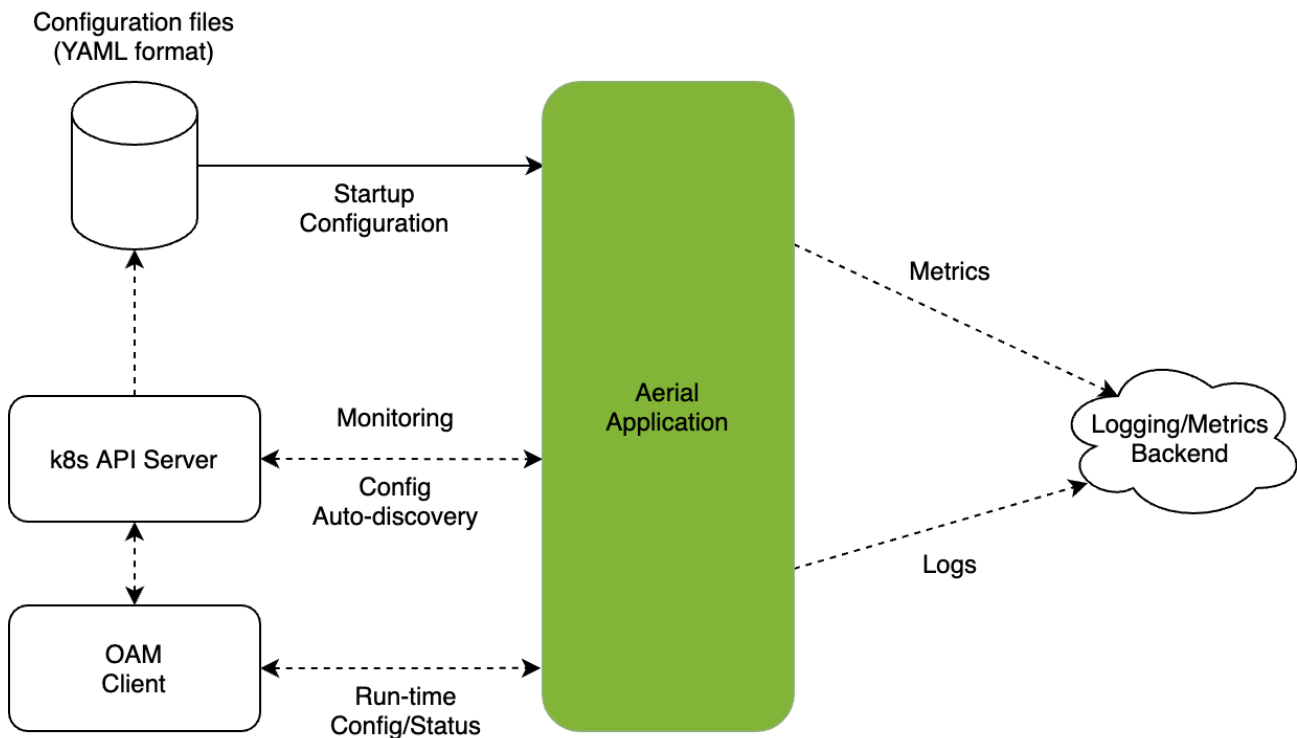 Configuration files
(YAML format)
Startup
Configuration
Metrics
Aerial
Application
Logging/Metrics
Backend
k8s API Server
Monitoring
Config
Auto-discovery
Logs
OAM
Client
Run-time
Config/Status